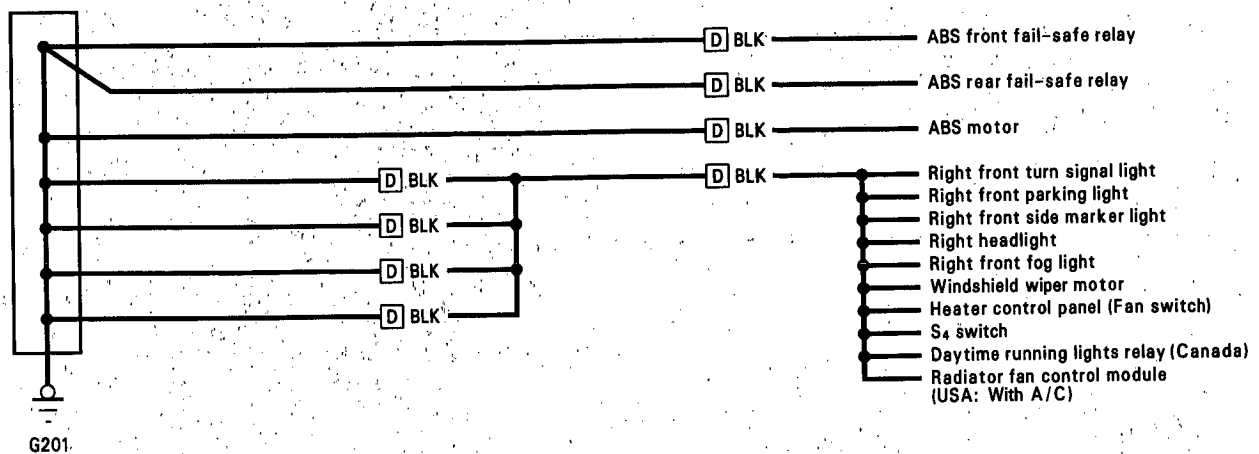 D BLK ABS front fail-safe relay
D BLK ABS rear fail-safe relay
D BLK ABS motor
D BLK D BLK Right front turn signal light
Right front parking light
Right front side marker light
D BLK Right headlight
Right front fog light
D BLK Windshield wiper motor
Heater control panel (Fan switch)
D BLK S₄ switch
Daytime running lights relay (Canada)
Radiator fan control module
(USA: With A/C)
G201